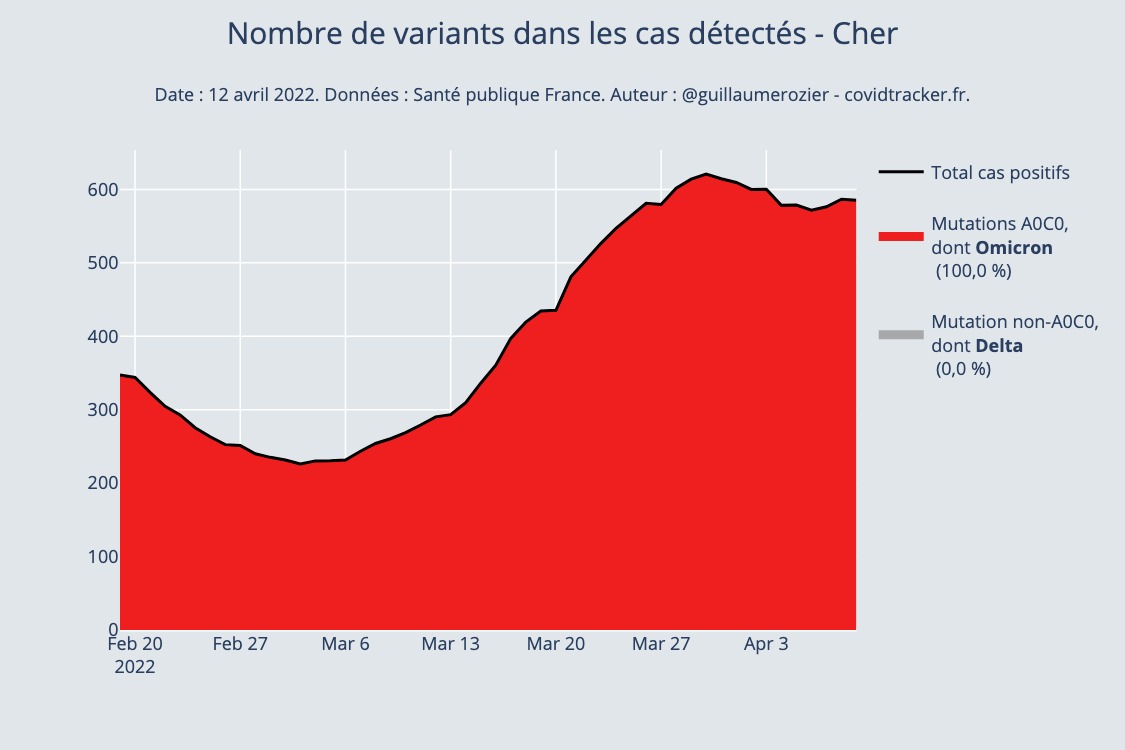 Nombre de variants dans les cas détectés - Cher
Date : 12 avril 2022. Données : Santé publique France. Auteur : @guillaumerozier - covidtracker.fr.
Total cas positifs
Mutations A0C0,
dont Omicron
(100,0 %)
Mutation non-A0C0,
dont Delta
(0,0 %)
600
500
400
300
200
100
0
Feb 20 Feb 27 Mar 6 Mar 13 Mar 20 Mar 27 Apr 3
2022